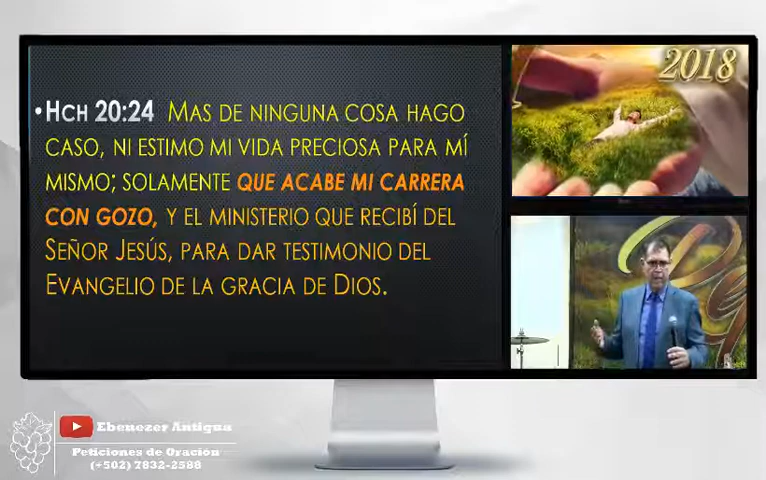 2018
•Hch 20:24 Mas de ninguna cosa hago
caso, ni estimo mi vida preciosa para mí
mismo; solamente que acabe mi carrera
con gozo, y el ministerio que recibí del
Señor Jesús, para dar testimonio del
Evangelio de la gracia de Dios.
Ebenezer Antigua
Peticiones de Oración
(+502) 7832-2588